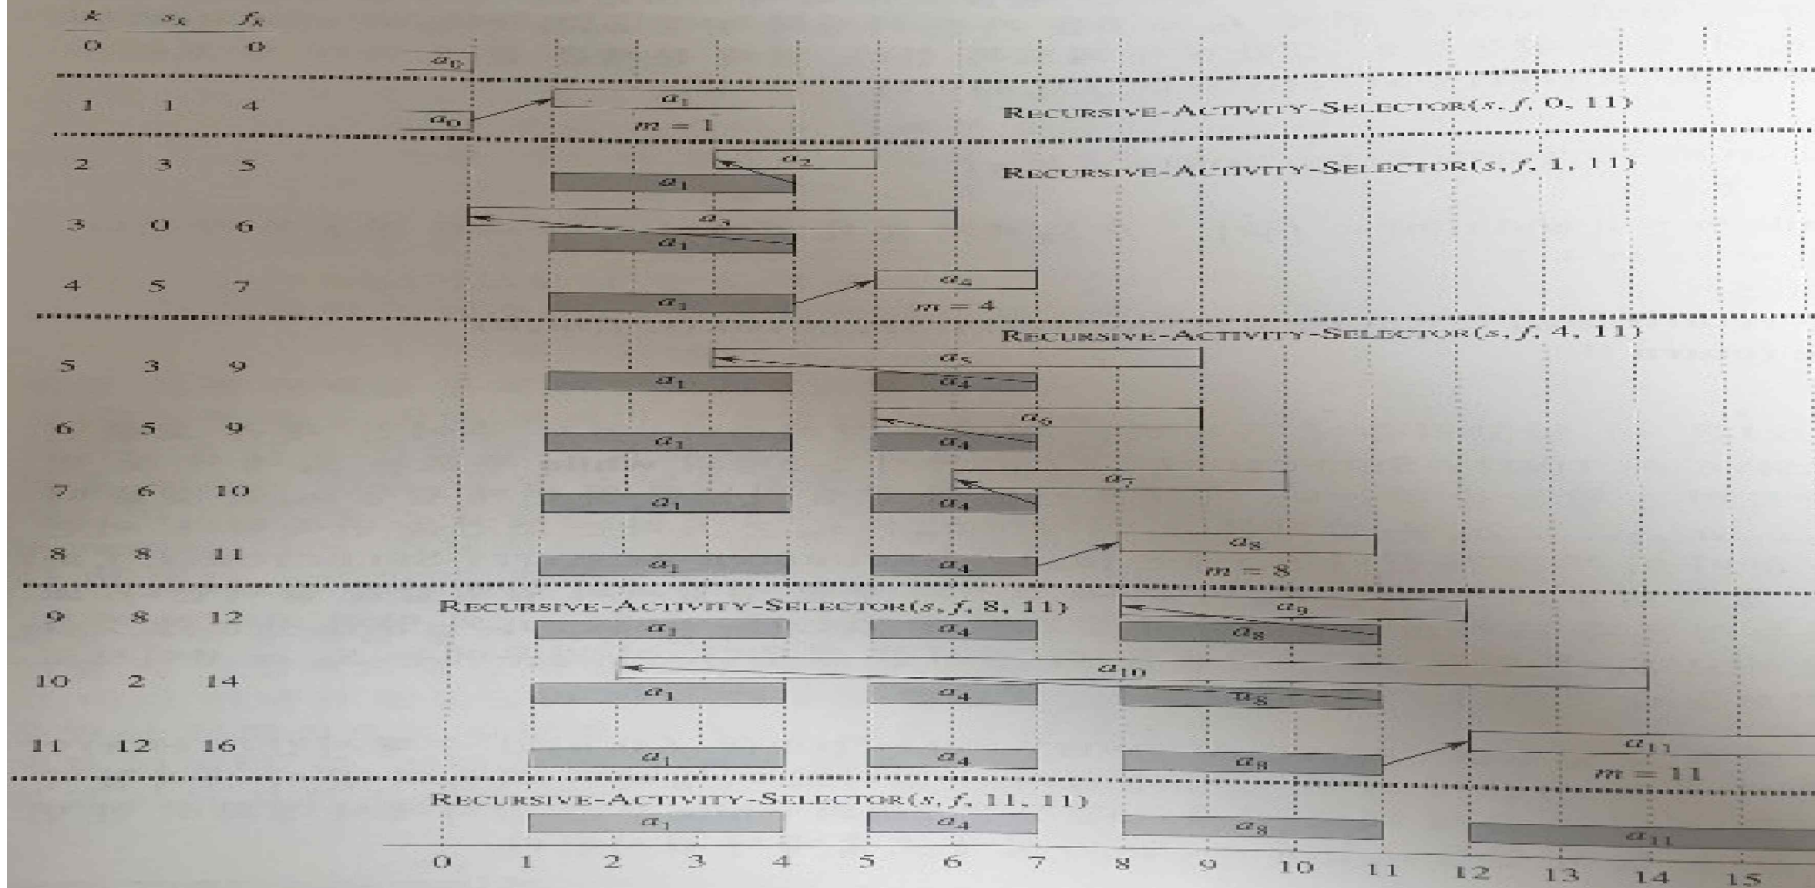 k s_k f_k
0 0
a_0
1 1 4 a_1
a_0 m = 1 RECURSIVE-ACTIVITY-SELECTOR(s, f, 0, 11)
2 3 5 a_2
a_1 RECURSIVE-ACTIVITY-SELECTOR(s, f, 1, 11)
3 0 6 a_3
a_1
4 5 7 a_4
a_1 m = 4
RECURSIVE-ACTIVITY-SELECTOR(s, f, 4, 11)
5 3 9 a_5
a_1 a_4
6 5 9 a_6
a_1 a_4
7 6 10 a_7
a_1 a_4
8 8 11 a_8
a_1 a_4 m = 8
RECURSIVE-ACTIVITY-SELECTOR(s, f, 8, 11) a_9
9 8 12 a_1 a_4 a_8
10 2 14 a_10
a_1 a_4 a_8
11 12 16 a_11
a_1 a_4 a_8 m = 11
RECURSIVE-ACTIVITY-SELECTOR(s, f, 11, 11)
a_1 a_4 a_8 a_11
0 1 2 3 4 5 6 7 8 9 10 11 12 13 14 15